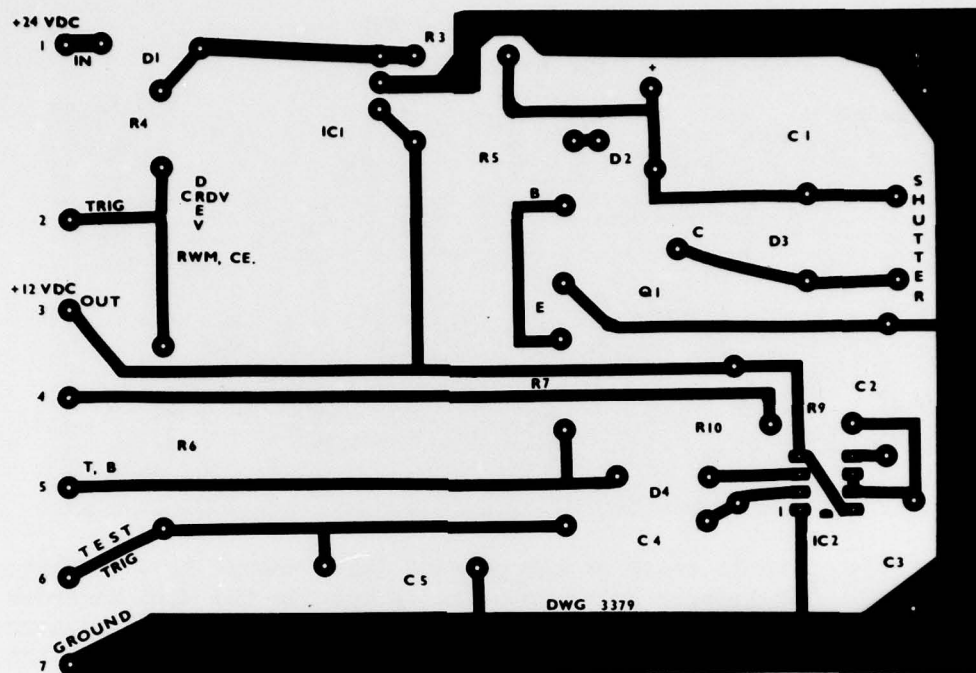 +24 VDC
1
IN
D1
R3
+
R4
IC1
R5
D2
C1
DCREV
CRDV
B
SHUTTER
TRIG
2
C
D3
RWM, CE.
+12 VDC
3
OUT
E
Q1
4
R7
C2
R9
R6
R10
T, B
5
D4
1
TEST
TRIG
6
C4
IC2
C5
C3
DWG 3379
GROUND
7